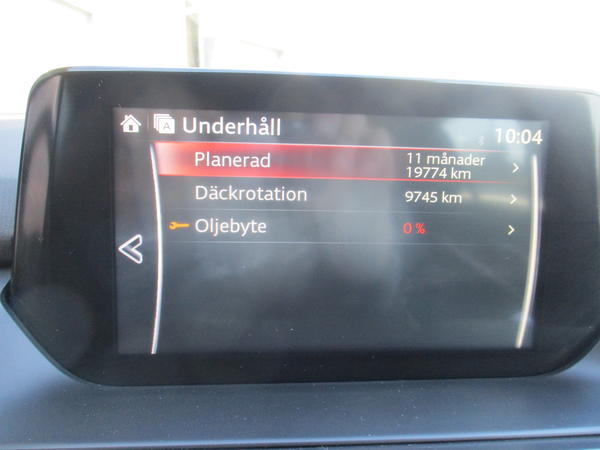 A Underhåll 10:04
Planerad 11 månader
19774 km
Däckrotation 9745 km
Oljebyte 0 %